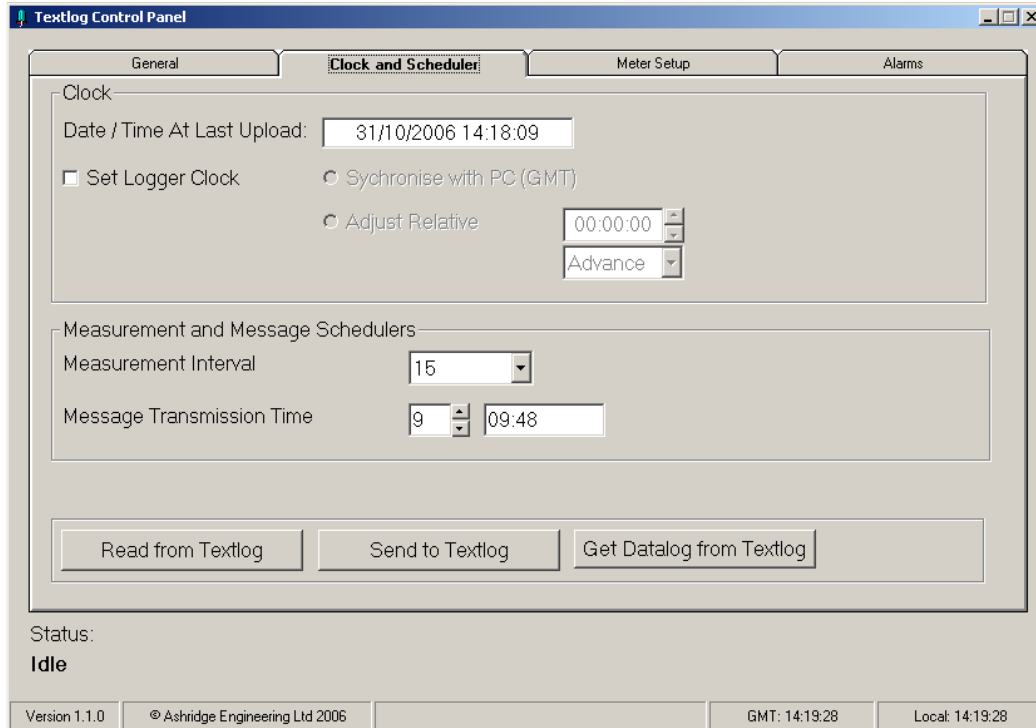 Textlog Control Panel
General
Clock and Scheduler
Meter Setup
Alarms
Clock
Date / Time At Last Upload: 31/10/2006 14:18:09
Set Logger Clock
Sychronise with PC (GMT)
Adjust Relative
00:00:00
Advance
Measurement and Message Schedulers
Measurement Interval 15
Message Transmission Time 9 09:48
Read from Textlog
Send to Textlog
Get Datalog from Textlog
Status:
Idle
Version 1.1.0
© Ashridge Engineering Ltd 2006
GMT: 14:19:28
Local: 14:19:28